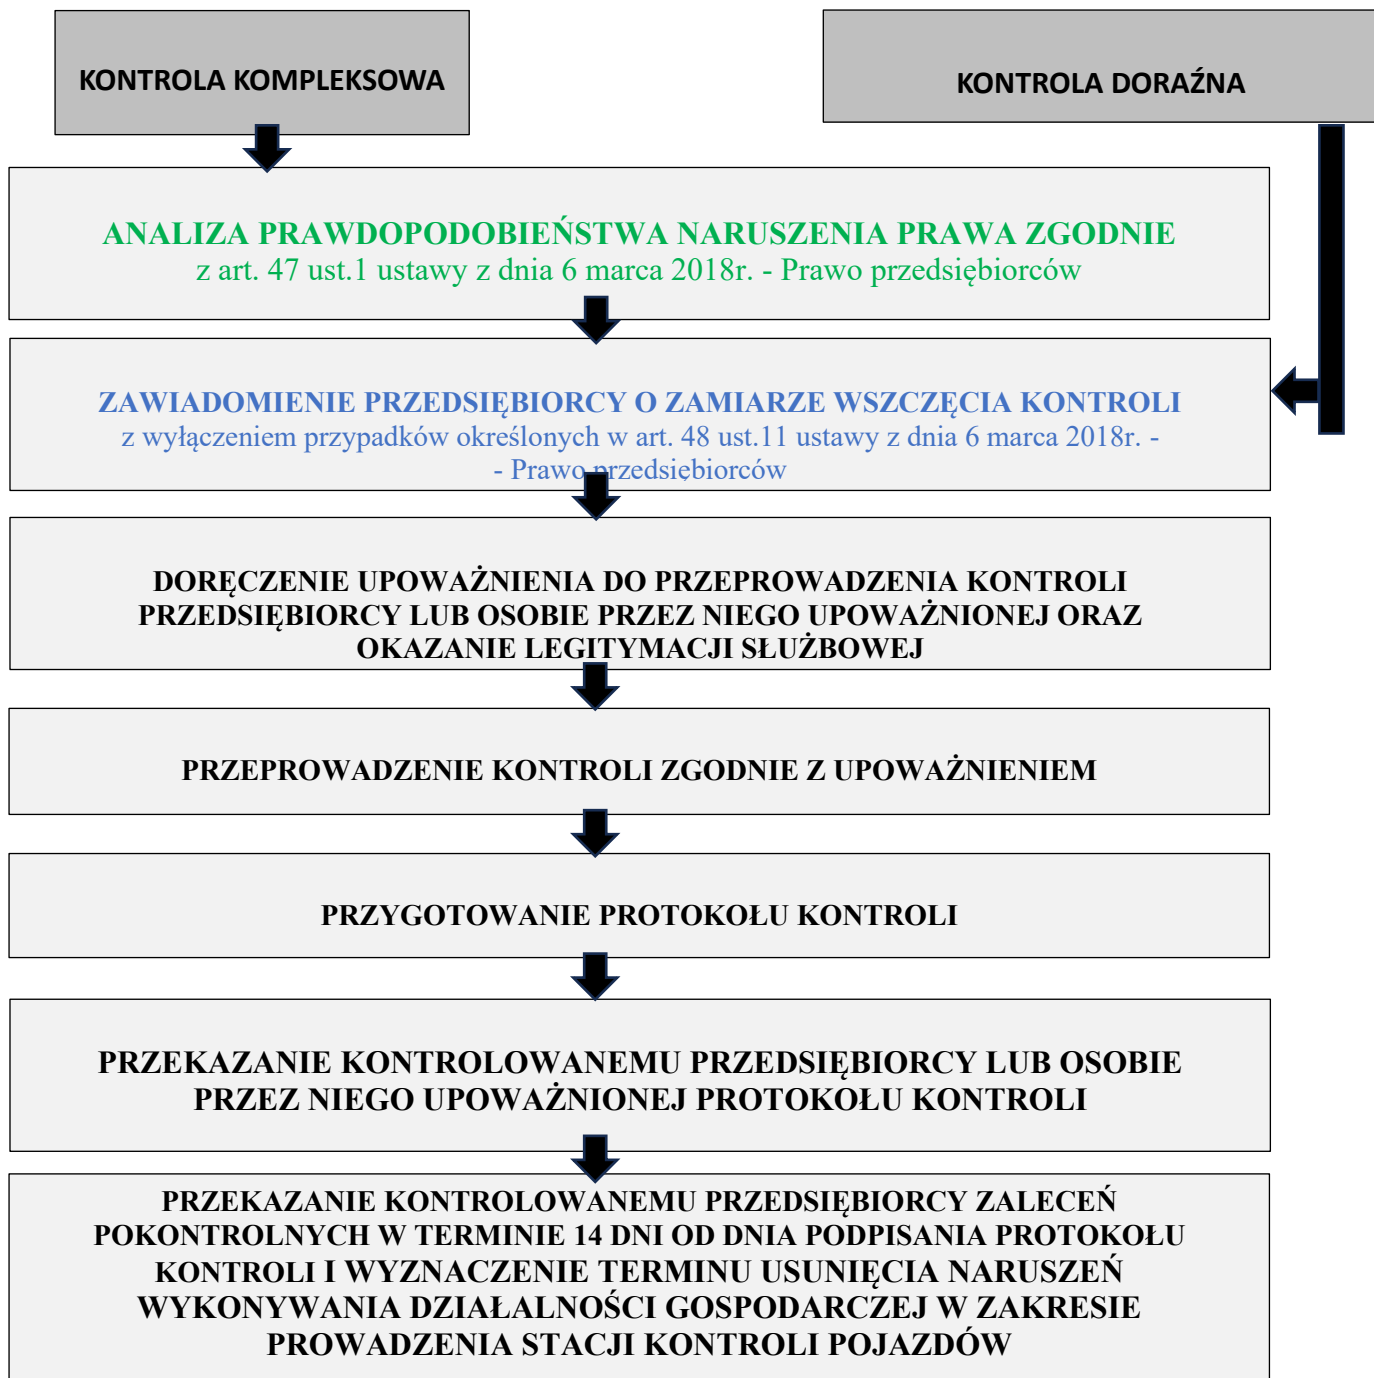 KONTROLA KOMPLEKSOWA
KONTROLA DORAŹNA
ANALIZA PRAWDOPODOBIEŃSTWA NARUSZENIA PRAWA ZGODNIE
z art. 47 ust.1 ustawy z dnia 6 marca 2018r. - Prawo przedsiębiorców
ZAWIADOMIENIE PRZEDSIĘBIORCY O ZAMIARZE WSZCZĘCIA KONTROLI
z wyłączeniem przypadków określonych w art. 48 ust.11 ustawy z dnia 6 marca 2018r. -
- Prawo przedsiębiorców
DORĘCZENIE UPOWAŻNIENIA DO PRZEPROWADZENIA KONTROLI
PRZEDSIĘBIORCY LUB OSOBIE PRZEZ NIEGO UPOWAŻNIONEJ ORAZ
OKAZANIE LEGITYMACJI SŁUŻBOWEJ
PRZEPROWADZENIE KONTROLI ZGODNIE Z UPOWAŻNIENIEM
PRZYGOTOWANIE PROTOKOŁU KONTROLI
PRZEKAZANIE KONTROLOWANEMU PRZEDSIĘBIORCY LUB OSOBIE
PRZEZ NIEGO UPOWAŻNIONEJ PROTOKOŁU KONTROLI
PRZEKAZANIE KONTROLOWANEMU PRZEDSIĘBIORCY ZALECEŃ
POKONTROLNYCH W TERMINIE 14 DNI OD DNIA PODPISANIA PROTOKOŁU
KONTROLI I WYZNACZENIE TERMINU USUNIĘCIA NARUSZEŃ
WYKONYWANIA DZIAŁALNOŚCI GOSPODARCZEJ W ZAKRESIE
PROWADZENIA STACJI KONTROLI POJAZDÓW